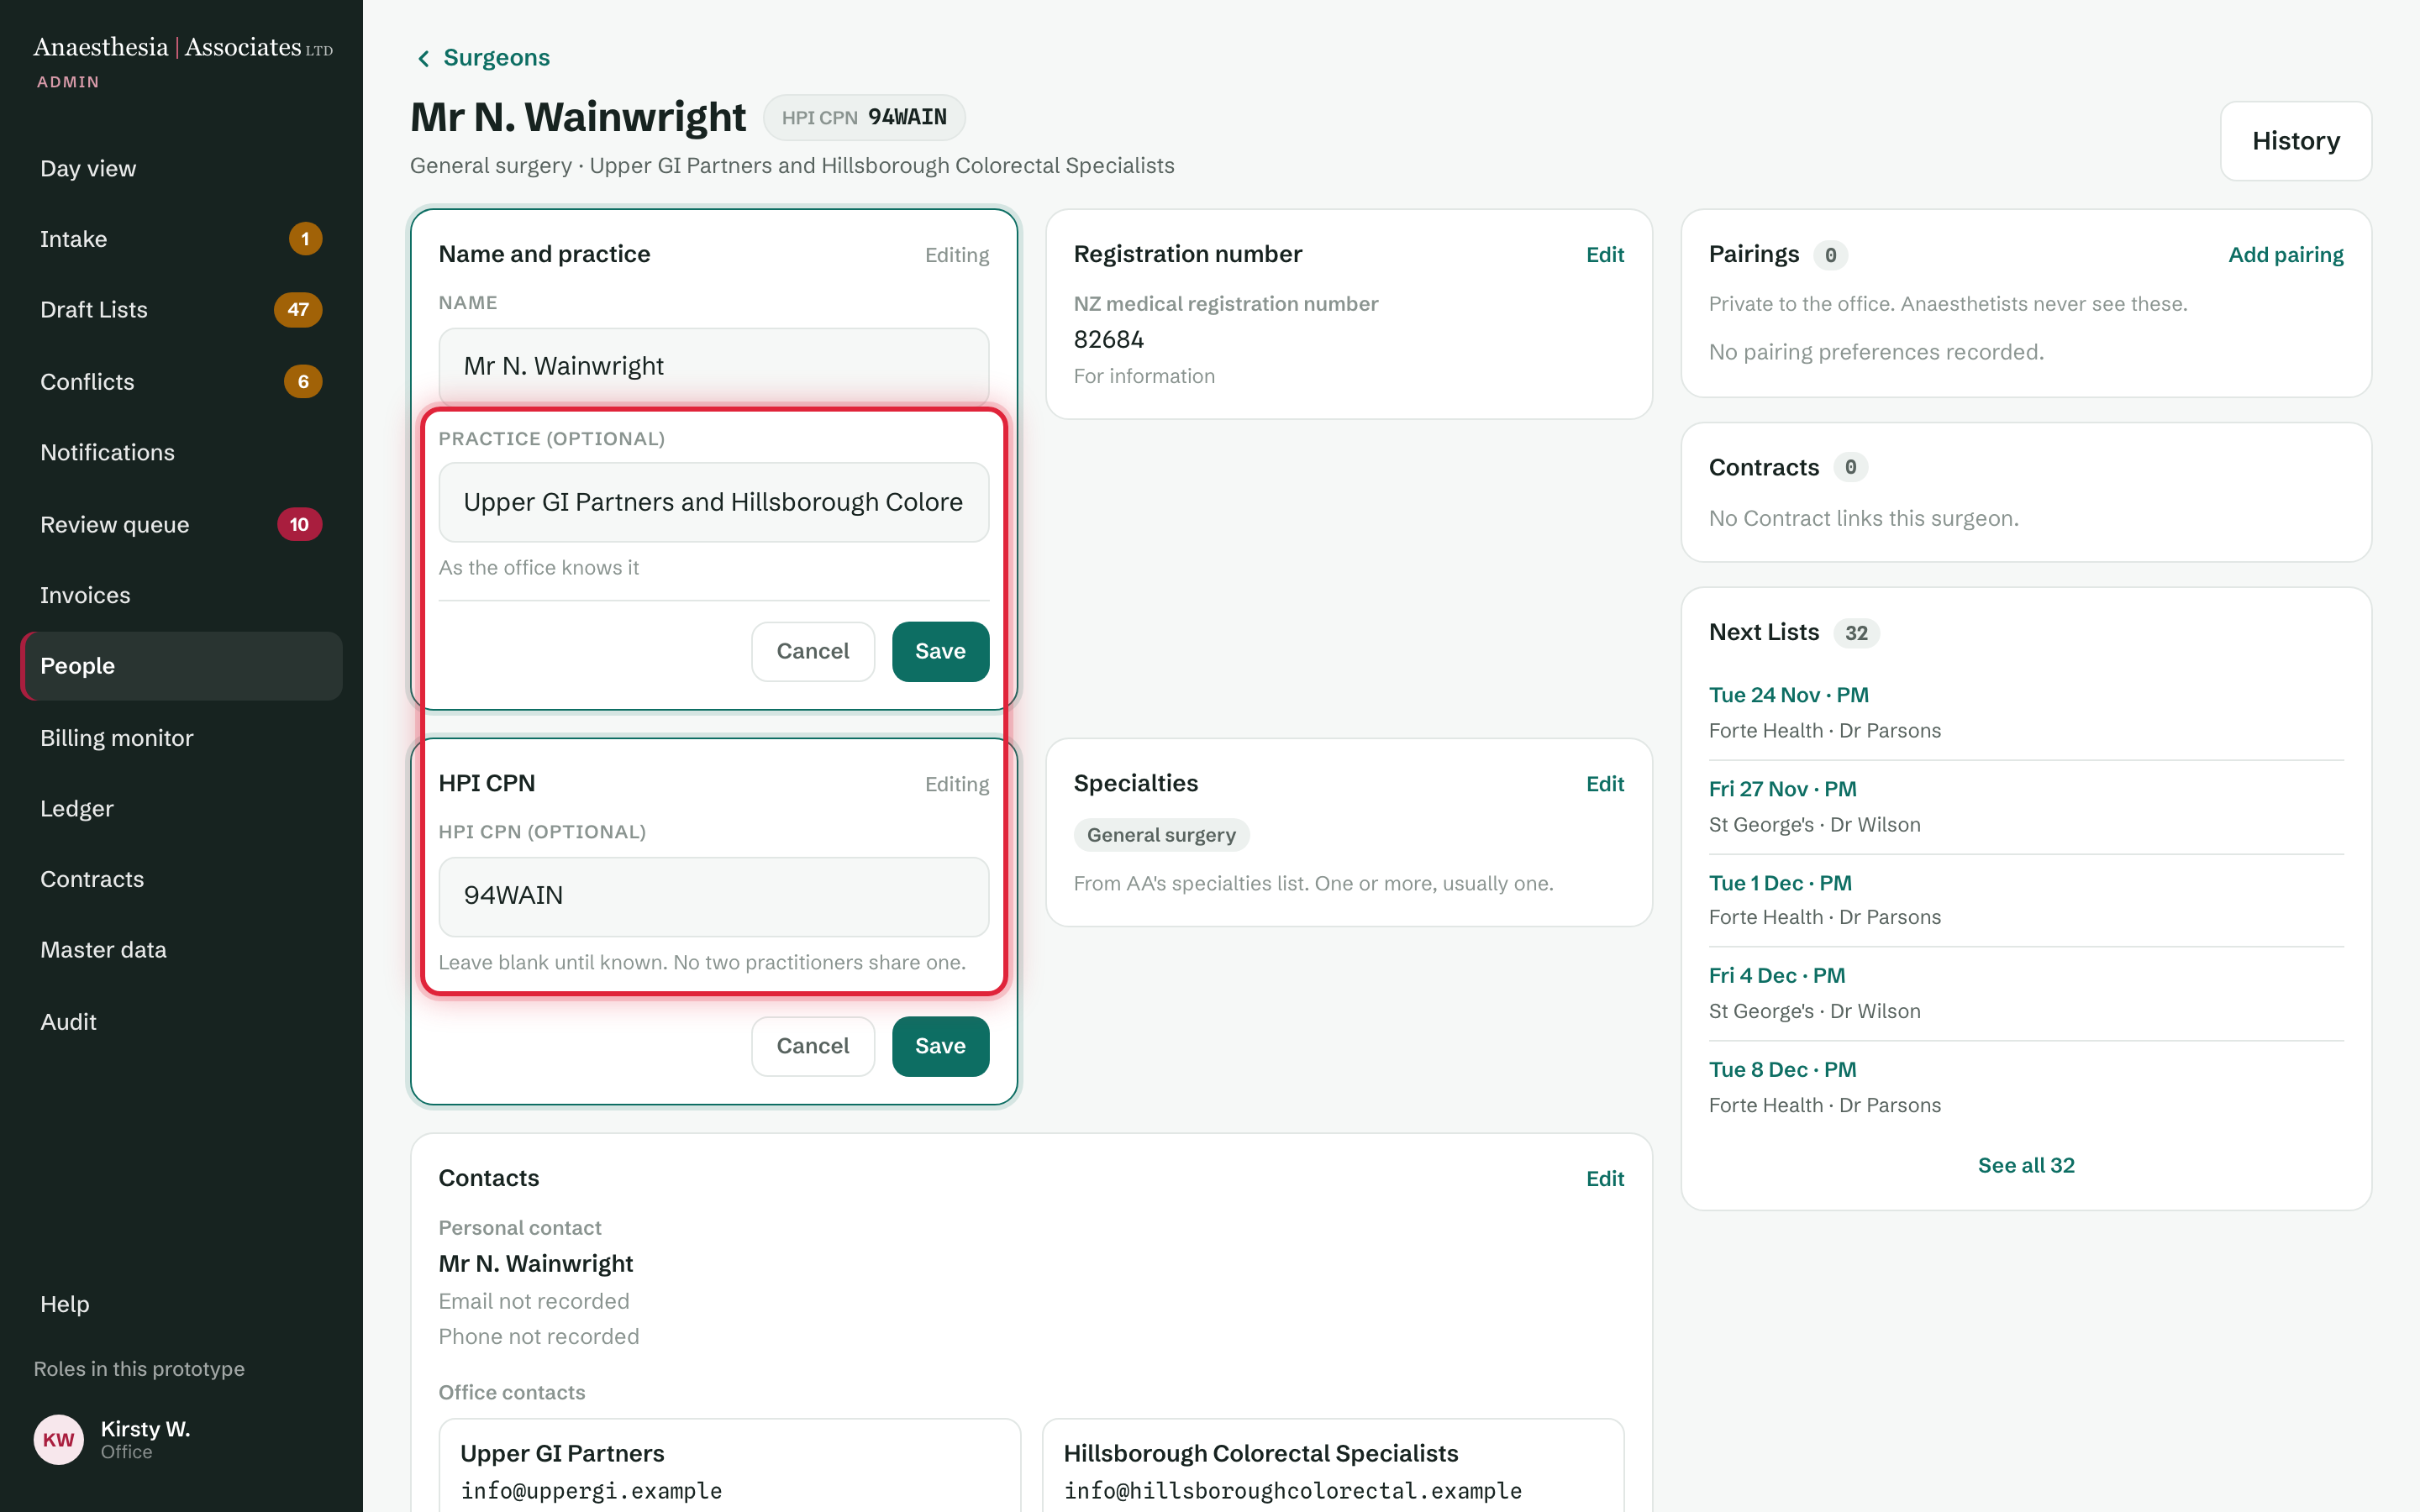 Anaesthesia | Associates LTD
ADMIN
Day view
Intake 1
Draft Lists 47
Conflicts 6
Notifications
Review queue 10
Invoices
People
Billing monitor
Ledger
Contracts
Master data
Audit
Help
Roles in this prototype
KW
Kirsty W.
Office
Surgeons
Mr N. Wainwright HPI CPN 94WAIN
General surgery · Upper GI Partners and Hillsborough Colorectal Specialists
History
Name and practice Editing
NAME
Mr N. Wainwright
PRACTICE (OPTIONAL)
Upper GI Partners and Hillsborough Colore
As the office knows it
Cancel Save
HPI CPN Editing
HPI CPN (OPTIONAL)
94WAIN
Leave blank until known. No two practitioners share one.
Cancel Save
Registration number Edit
NZ medical registration number
82684
For information
Specialties Edit
General surgery
From AA's specialties list. One or more, usually one.
Contacts Edit
Personal contact
Mr N. Wainwright
Email not recorded
Phone not recorded
Office contacts
Upper GI Partners
info@uppergi.example
Hillsborough Colorectal Specialists
info@hillsboroughcolorectal.example
Pairings 0 Add pairing
Private to the office. Anaesthetists never see these.
No pairing preferences recorded.
Contracts 0
No Contract links this surgeon.
Next Lists 32
Tue 24 Nov · PM
Forte Health · Dr Parsons
Fri 27 Nov · PM
St George's · Dr Wilson
Tue 1 Dec · PM
Forte Health · Dr Parsons
Fri 4 Dec · PM
St George's · Dr Wilson
Tue 8 Dec · PM
Forte Health · Dr Parsons
See all 32